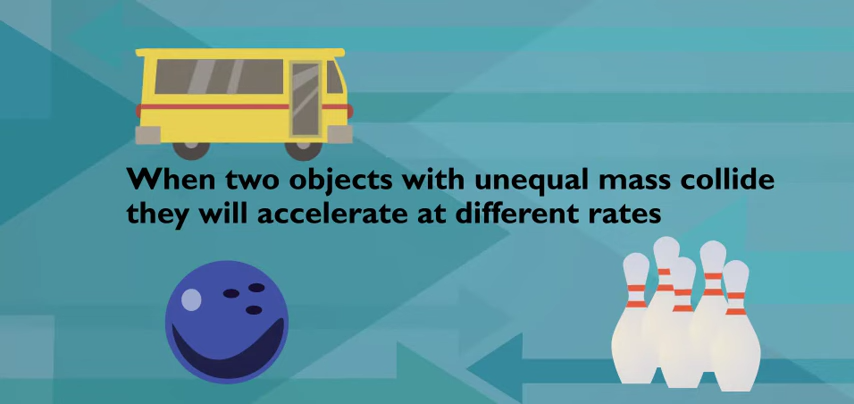 When two objects with unequal mass collide
they will accelerate at different rates